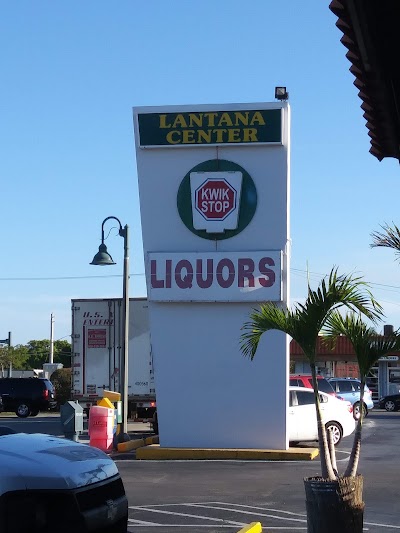 LANTANA
CENTER
KWIK
STOP
LIQUORS
U.S.